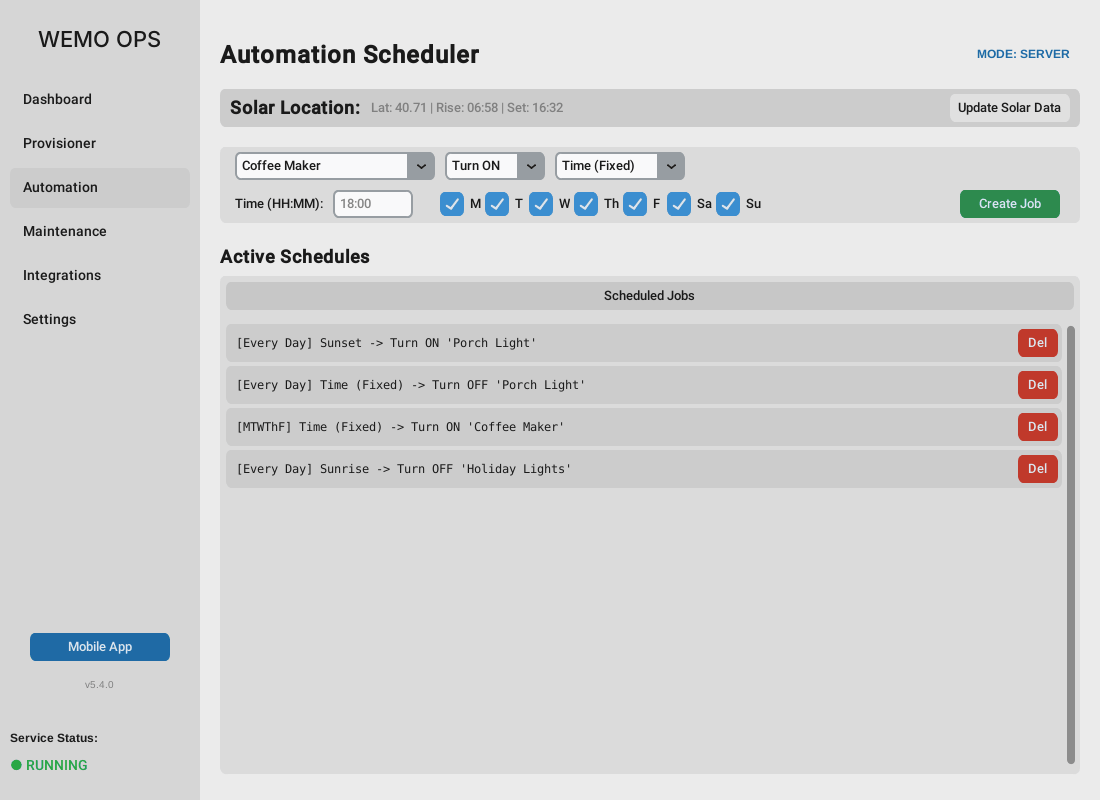 WEMO OPS
Dashboard
Provisioner
Automation
Maintenance
Integrations
Settings
Mobile App
v5.4.0
Service Status:
RUNNING
Automation Scheduler
MODE: SERVER
Solar Location: Lat: 40.71 | Rise: 06:58 | Set: 16:32 Update Solar Data
Coffee Maker Turn ON Time (Fixed)
Time (HH:MM): 18:00 M T W Th F Sa Su Create Job
Active Schedules
Scheduled Jobs
[Every Day] Sunset -> Turn ON 'Porch Light' Del
[Every Day] Time (Fixed) -> Turn OFF 'Porch Light' Del
[MTWThF] Time (Fixed) -> Turn ON 'Coffee Maker' Del
[Every Day] Sunrise -> Turn OFF 'Holiday Lights' Del